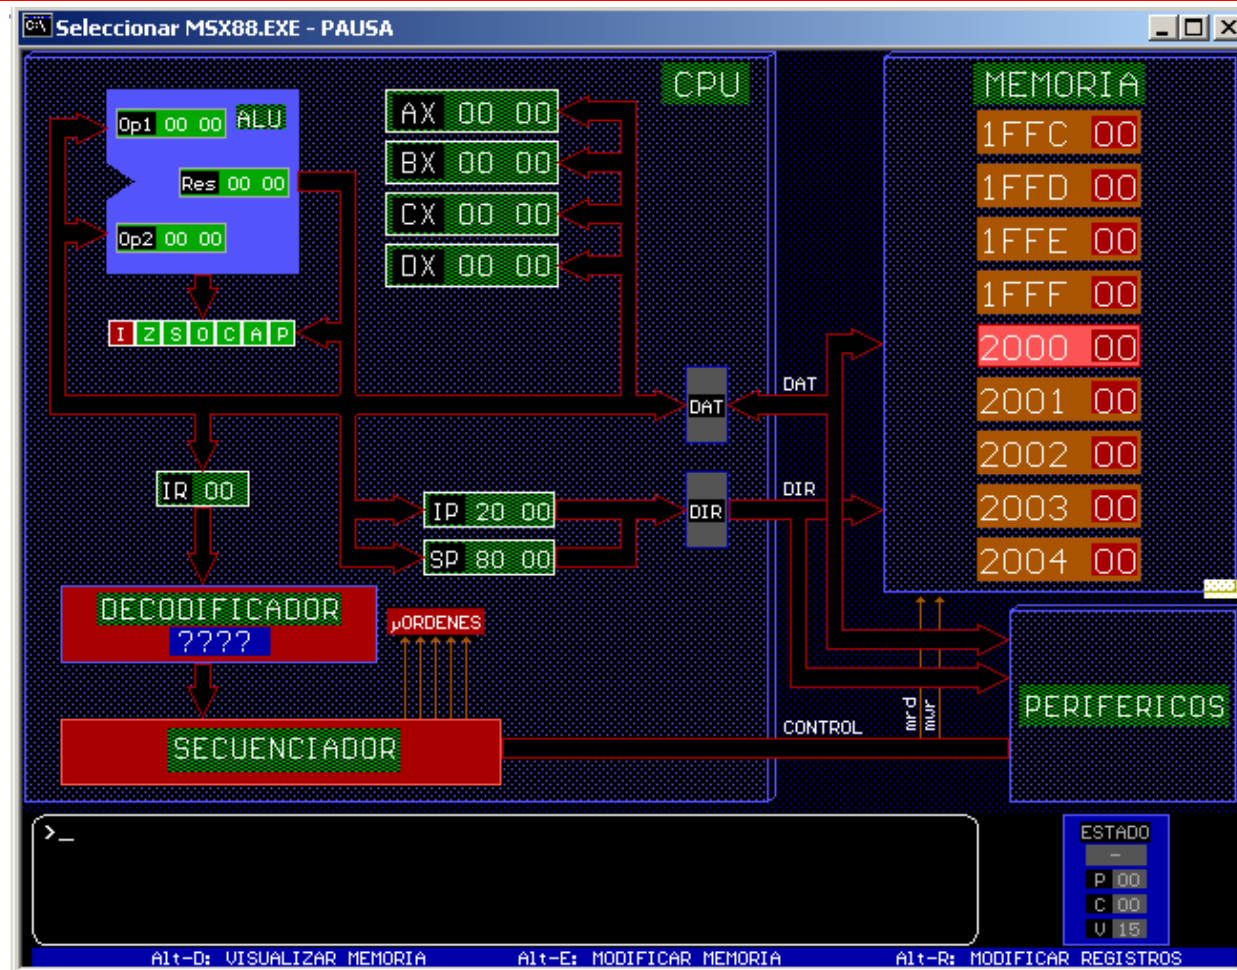 Seleccionar MSX88.EXE - PAUSA
CPU
ALU
Op1 00 00
Res 00 00
Op2 00 00
I Z S O C A P
AX 00 00
BX 00 00
CX 00 00
DX 00 00
DAT
DAT
IR 00
IP 20 00
SP 80 00
DIR
DIR
DECODIFICADOR
????
µORDENES
SECUENCIADOR
CONTROL
mrd
mwr
MEMORIA
1FFC 00
1FFD 00
1FFE 00
1FFF 00
2000 00
2001 00
2002 00
2003 00
2004 00
PERIFERICOS
>_
ESTADO
-
P 00
C 00
V 15
Alt-D: VISUALIZAR MEMORIA Alt-E: MODIFICAR MEMORIA Alt-R: MODIFICAR REGISTROS